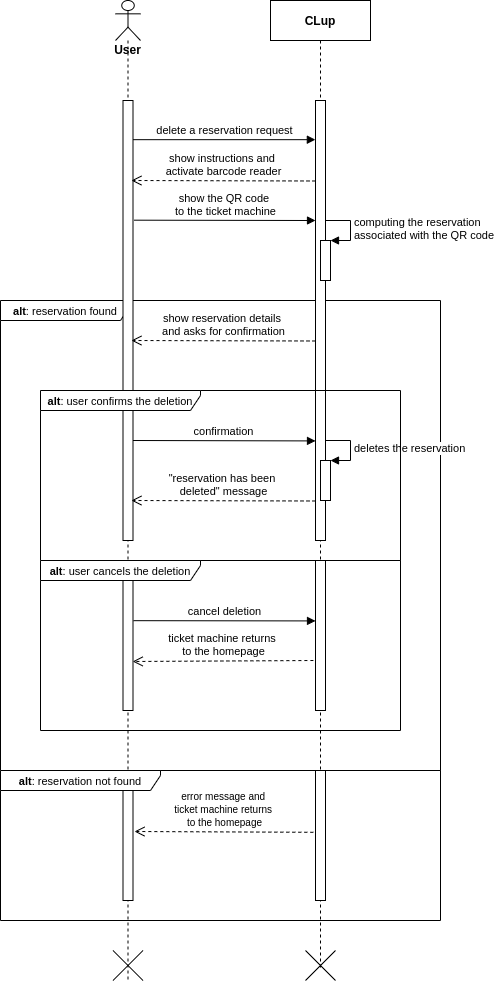 User
CLup
delete a reservation request
show instructions and
activate barcode reader
show the QR code
to the ticket machine
computing the reservation
associated with the QR code
alt: reservation found
show reservation details
and asks for confirmation
alt: user confirms the deletion
confirmation
deletes the reservation
"reservation has been
deleted" message
alt: user cancels the deletion
cancel deletion
ticket machine returns
to the homepage
alt: reservation not found
error message and
ticket machine returns
to the homepage